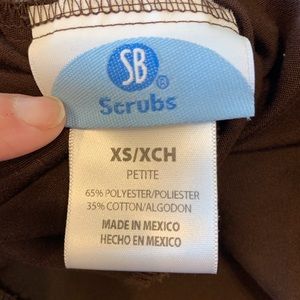 SB®
Scrubs
XS/XCH
PETITE
65% POLYESTER/POLIESTER
35% COTTON/ALGODON
MADE IN MEXICO
HECHO EN MEXICO